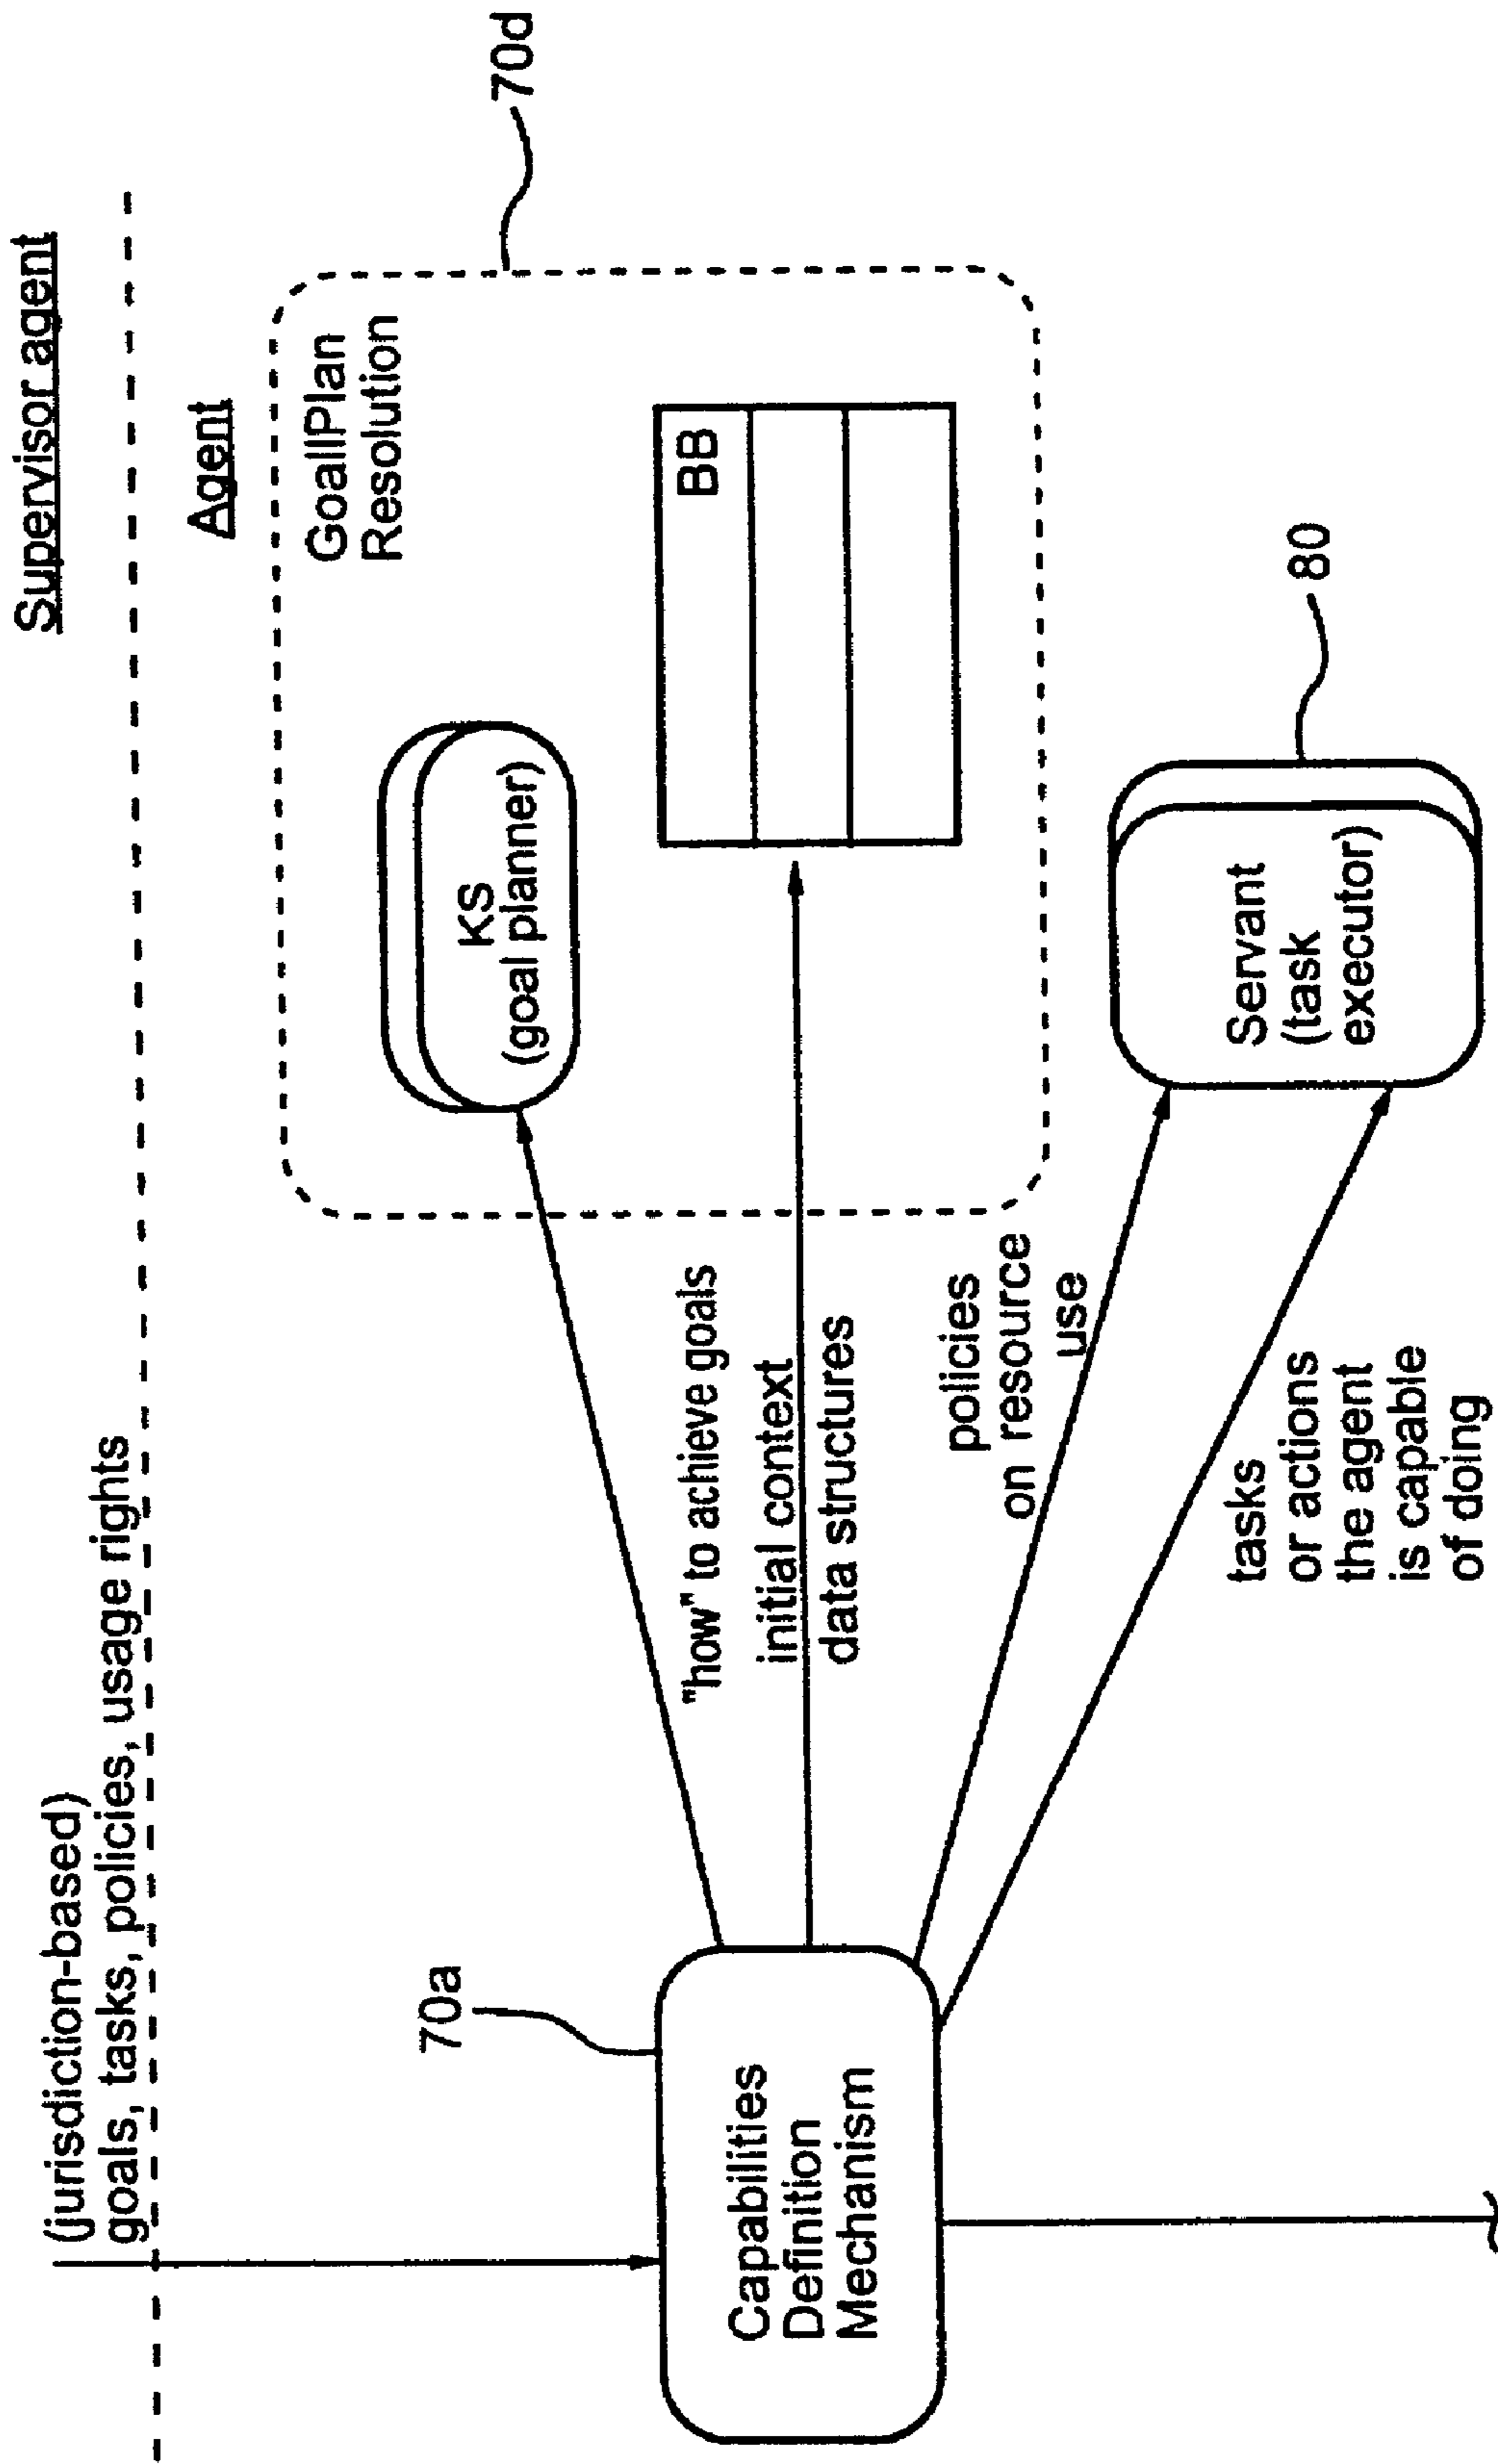 Supervisor agent
(jurisdiction-based)
goals, tasks, policies, usage rights
Agent
70d
GoallPlan
Resolution
KS
(goal planner)
BB
70a
Capabilities
Definition
Mechanism
"how" to achieve goals
initial context
data structures
policies
on resource
use
tasks
or actions
the agent
is capable
of doing
80
Servant
(task
executor)